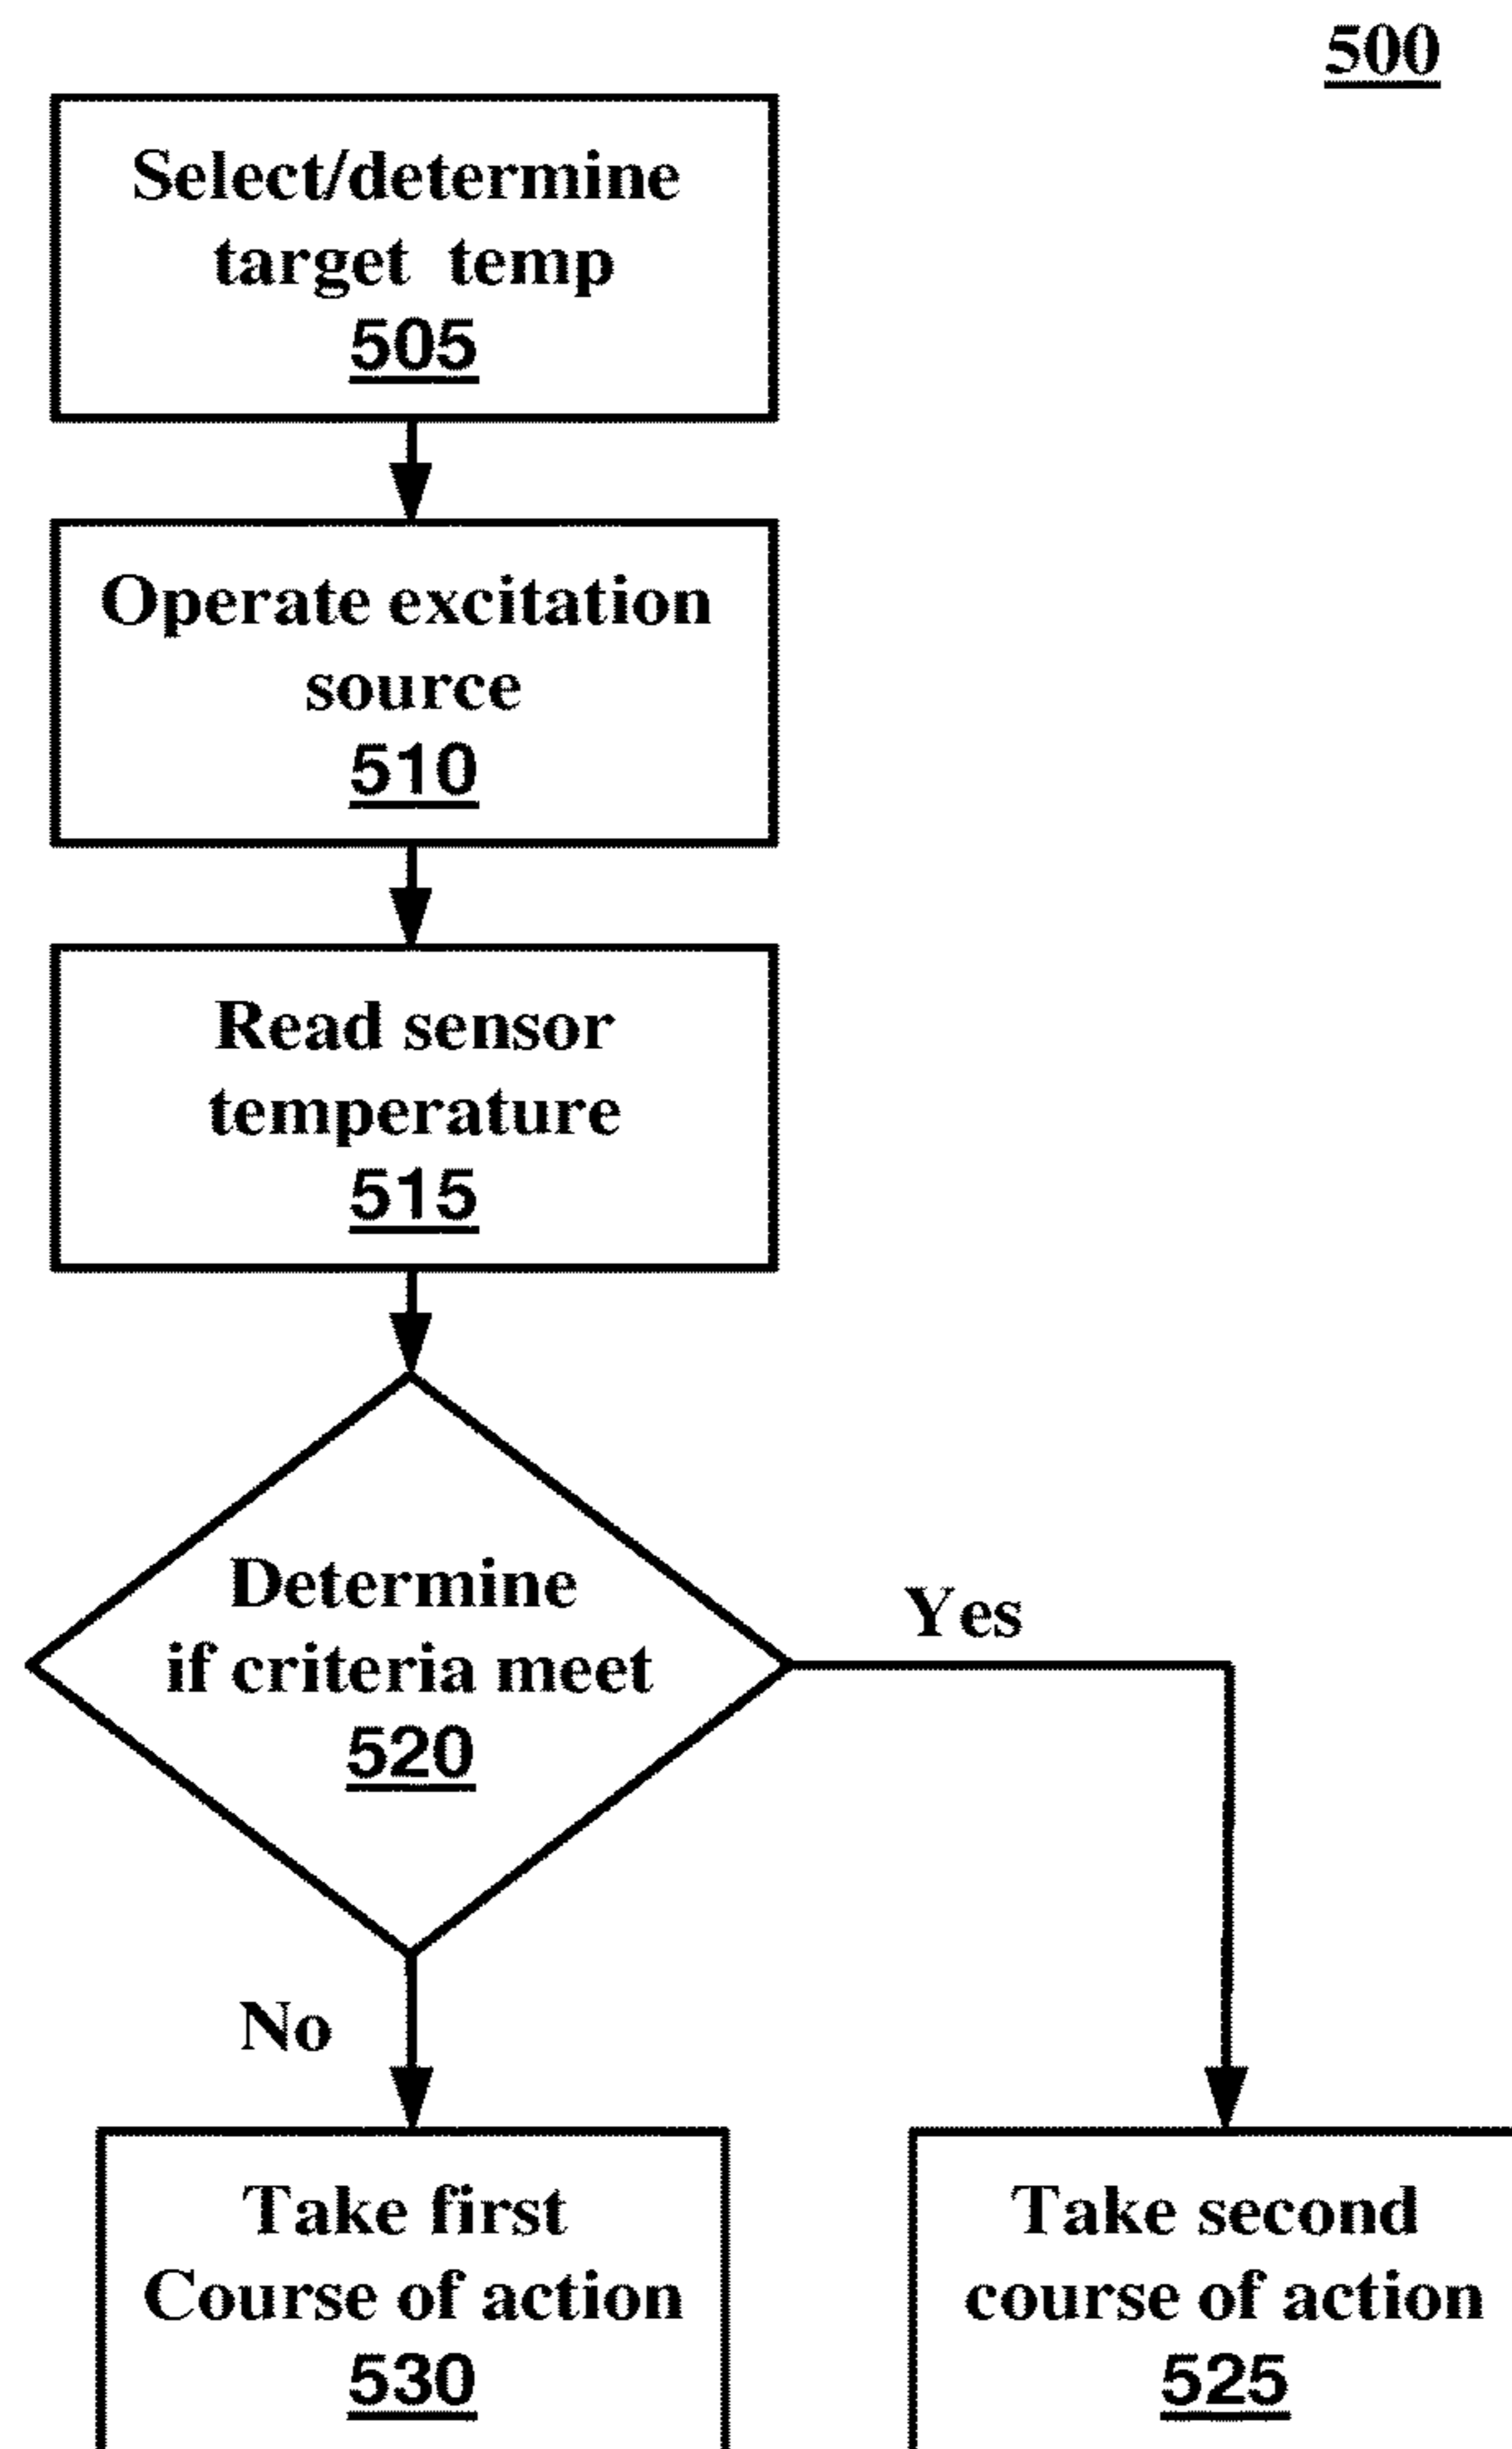 500
Select/determine
target temp
505
Operate excitation
source
510
Read sensor
temperature
515
Determine
if criteria meet
520
Yes
No
Take first
Course of action
530
Take second
course of action
525